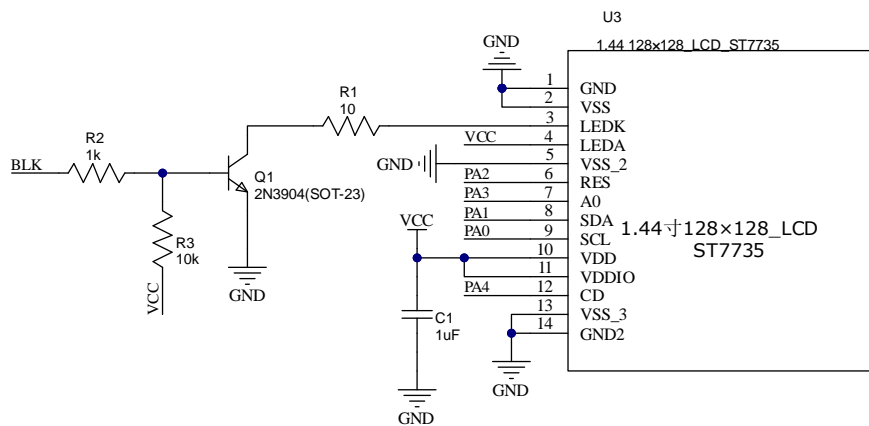 U3
1.44 128×128_LCD_ST7735
GND
1 GND
2 VSS
R1
10
3 LEDK
VCC 4 LEDA
R2
1k
BLK
GND 5 VSS_2
PA2 6 RES
Q1
2N3904(SOT-23)
PA3 7 A0
PA1 8 SDA
PA0 9 SCL
1.44寸128×128_LCD
ST7735
R3
10k
VCC
VCC
10 VDD
11 VDDIO
PA4 12 CD
GND
C1
1uF
13 VSS_3
14 GND2
GND
GND